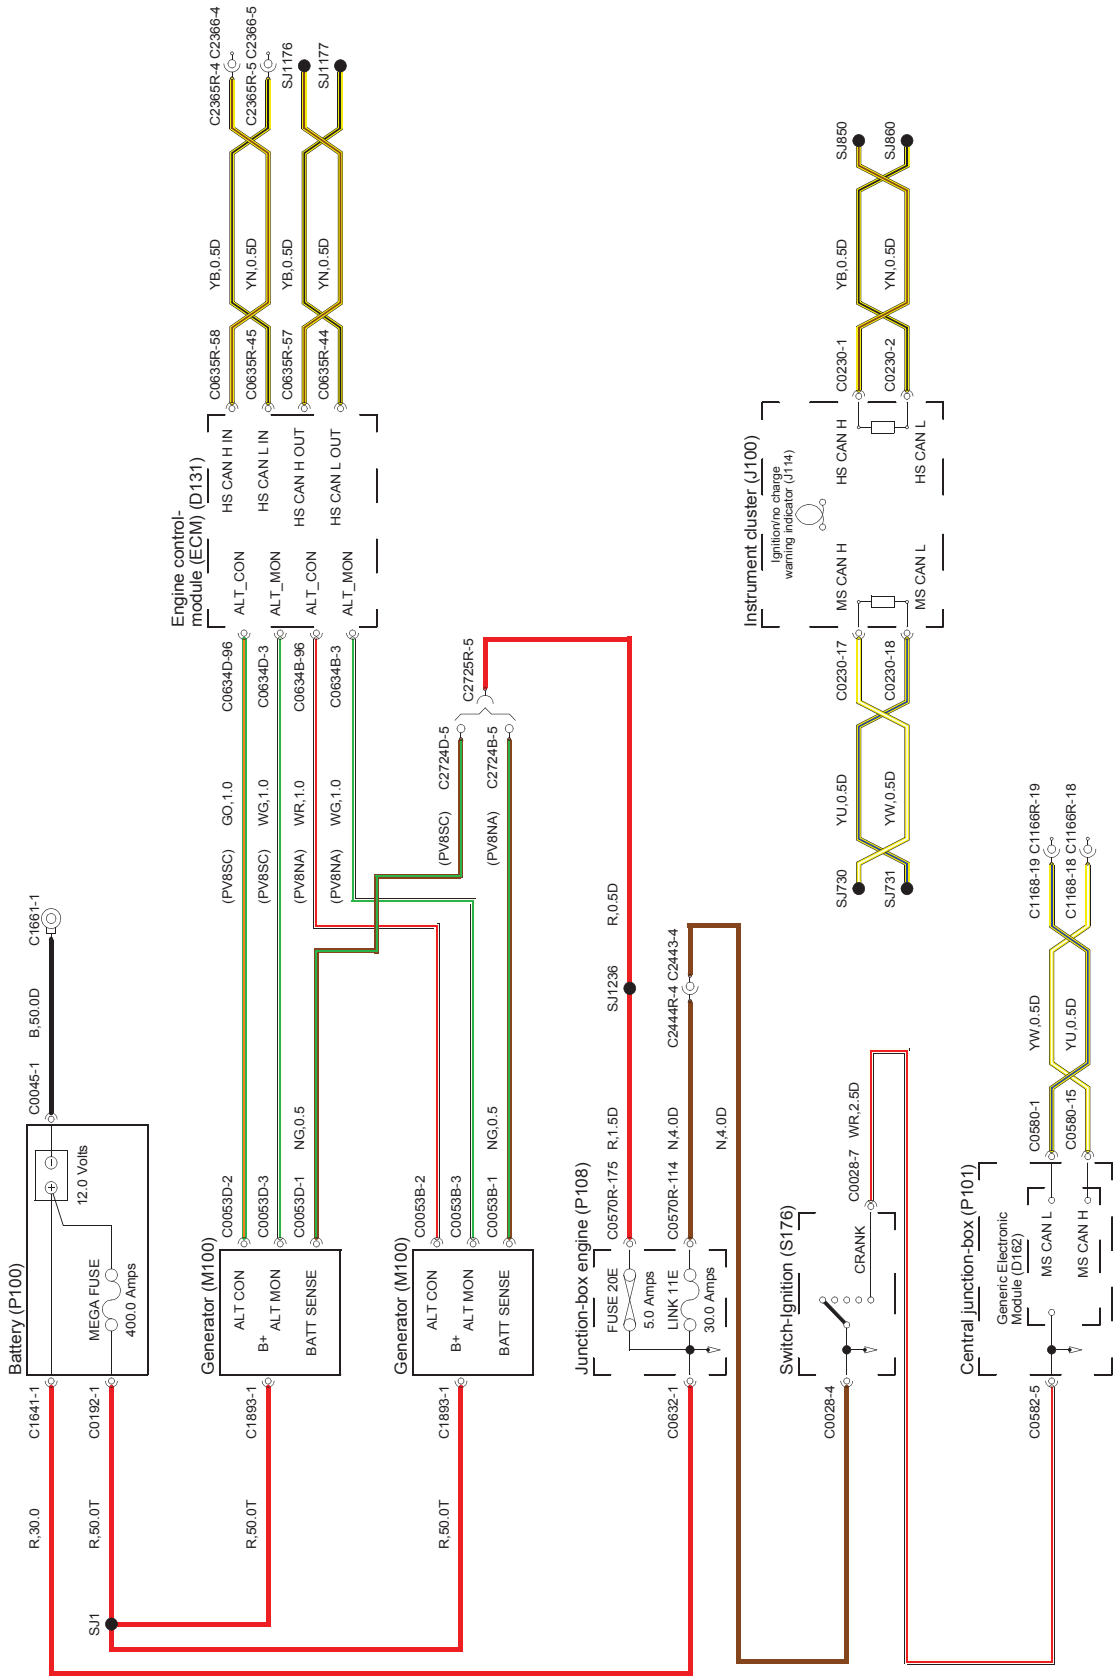 Battery (P100)
C1641-1
R,30.0
C0192-1
R,50.0T
SJ1
MEGA FUSE
400.0 Amps
12.0 Volts
C0045-1
B,50.0D
C1661-1
Generator (M100)
ALT CON
B+
ALT MON
BATT SENSE
C1893-1
R,50.0T
C0053D-2
C0053D-3
C0053D-1
NG,0.5
Generator (M100)
ALT CON
B+
ALT MON
BATT SENSE
C1893-1
R,50.0T
C0053B-2
C0053B-3
C0053B-1
NG,0.5
(PV8SC)
GO,1.0
C0634D-96
(PV8SC)
WG,1.0
C0634D-3
(PV8NA)
WR,1.0
C0634B-96
(PV8NA)
WG,1.0
C0634B-3
(PV8SC)
C2724D-5
(PV8NA)
C2724B-5
C2725R-5
Engine control-
module (ECM) (D131)
ALT_CON
ALT_MON
ALT_CON
ALT_MON
HS CAN H IN
HS CAN L IN
HS CAN H OUT
HS CAN L OUT
C0635R-58
YB,0.5D
C2365R-4 C2366-4
C0635R-45
YN,0.5D
C2365R-5 C2366-5
C0635R-57
YB,0.5D
SJ1176
C0635R-44
YN,0.5D
SJ1177
Junction-box engine (P108)
FUSE 20E
5.0 Amps
LINK 11E
30.0 Amps
C0632-1
C0570R-175
R,1.5D
SJ1236
R,0.5D
C0570R-114
N,4.0D
C2444R-4 C2443-4
N,4.0D
Switch-Ignition (S176)
CRANK
C0028-4
C0028-7
WR,2.5D
Instrument cluster (J100)
Ignition/no charge
warning indicator (J114)
MS CAN H
MS CAN L
HS CAN H
HS CAN L
C0230-17
C0230-18
YU,0.5D
YW,0.5D
SJ730
SJ731
C0230-1
C0230-2
YB,0.5D
YN,0.5D
SJ850
SJ860
Central junction-box (P101)
Generic Electronic
Module (D162)
MS CAN L
MS CAN H
C0582-5
C0580-1
C0580-15
YW,0.5D
YU,0.5D
C1168-19 C1166R-19
C1168-18 C1166R-18